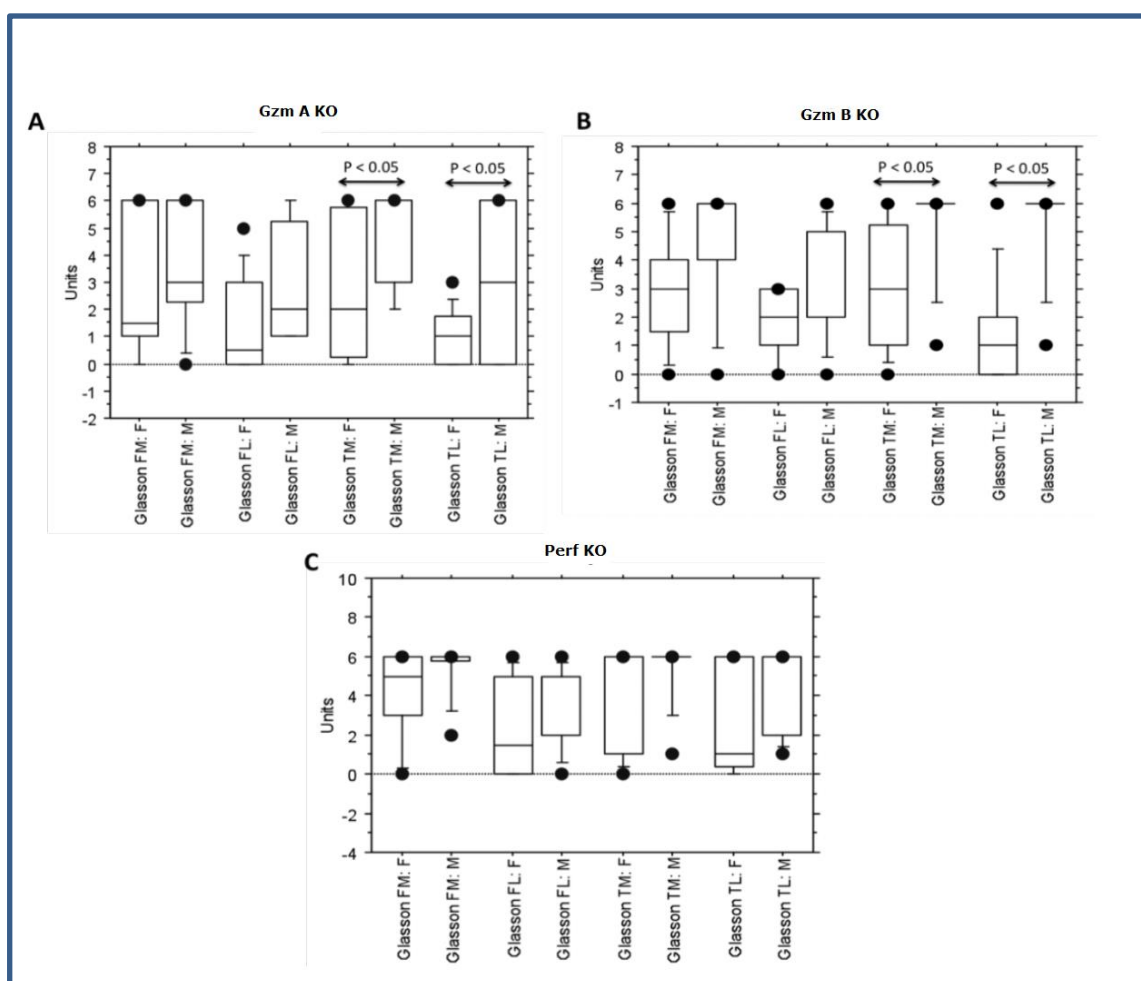 Gzm A KO
A
8
7
6
5
4
3
2
1
0
-1
-2
Units
P < 0.05
P < 0.05
Glasson FM: F
Glasson FM: M
Glasson FL: F
Glasson FL: M
Glasson TM: F
Glasson TM: M
Glasson TL: F
Glasson TL: M
Gzm B KO
B
8
7
6
5
4
3
2
1
0
-1
Units
P < 0.05
P < 0.05
Glasson FM: F
Glasson FM: M
Glasson FL: F
Glasson FL: M
Glasson TM: F
Glasson TM: M
Glasson TL: F
Glasson TL: M
Perf KO
C
10
8
6
4
2
0
-2
-4
Units
Glasson FM: F
Glasson FM: M
Glasson FL: F
Glasson FL: M
Glasson TM: F
Glasson TM: M
Glasson TL: F
Glasson TL: M